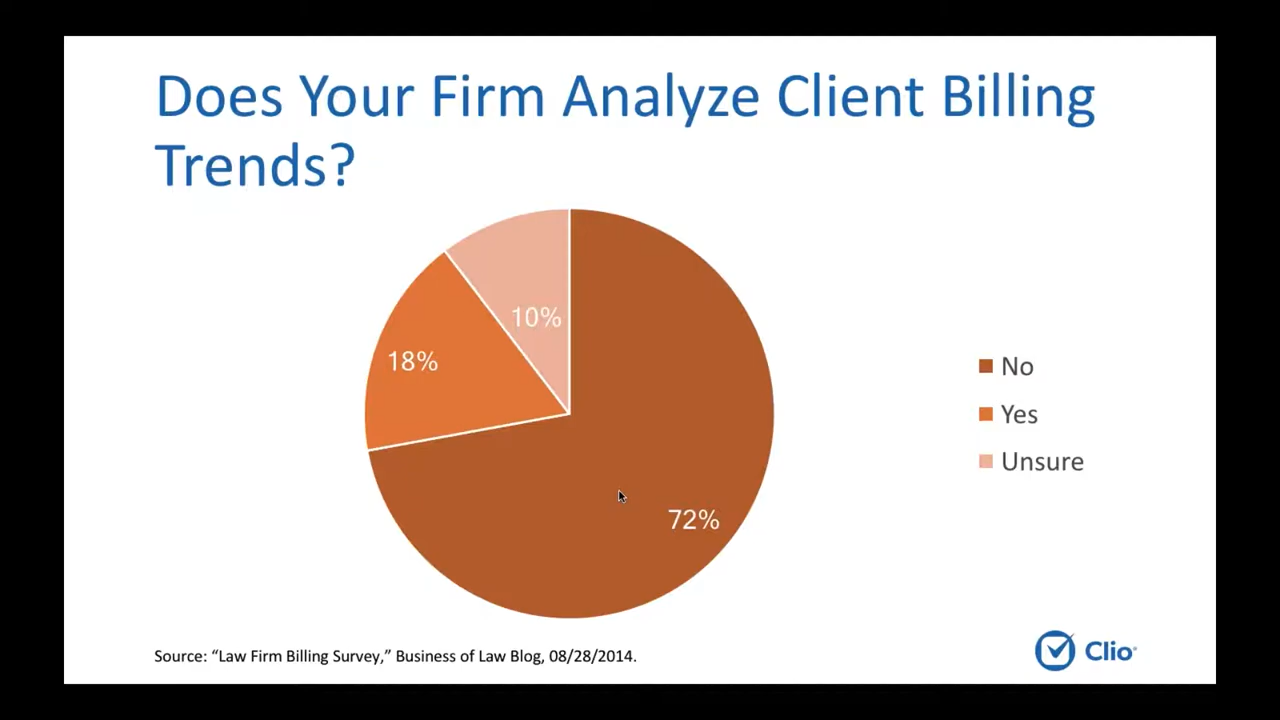 Does Your Firm Analyze Client Billing
Trends?
10%
18%
72%
No
Yes
Unsure
Source: “Law Firm Billing Survey,” Business of Law Blog, 08/28/2014.
Clio®